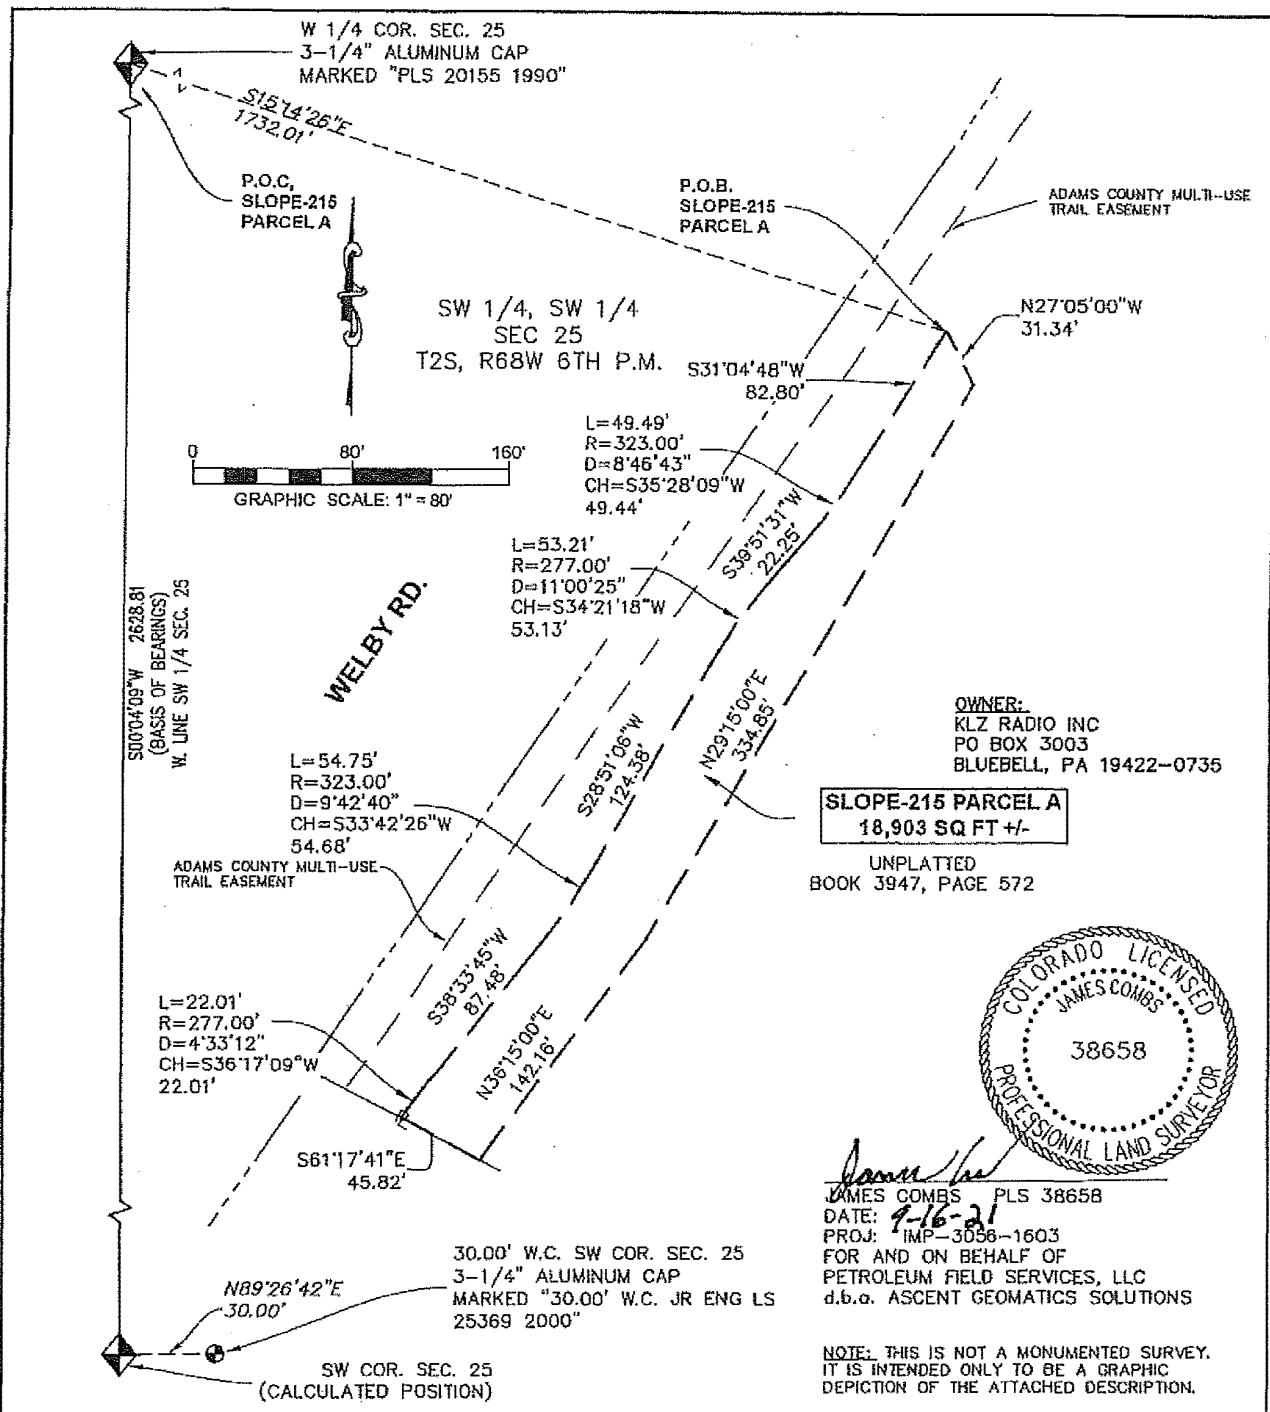 W 1/4 COR. SEC. 25
3-1/4" ALUMINUM CAP
MARKED "PLS 20155 1990"
S15°14'26"E
1732.01'
P.O.C.
SLOPE-215
PARCEL A
P.O.B.
SLOPE-215
PARCEL A
ADAMS COUNTY MULTI-USE
TRAIL EASEMENT
SW 1/4, SW 1/4
SEC 25
T2S, R68W 6TH P.M.
N27°05'00"W
31.34'
S31°04'48"W
82.80'
0 80' 160'
GRAPHIC SCALE: 1" = 80'
L=49.49'
R=323.00'
D=8°46'43"
CH=S35°28'09"W
49.44'
S39°51'31"W
22.25'
L=53.21'
R=277.00'
D=11°00'25"
CH=S34°21'18"W
53.13'
WELBY RD.
S00°04'09"W 2628.81
(BASIS OF BEARINGS)
W. LINE SW 1/4 SEC. 25
N29°15'00"E
334.85'
S28°51'06"W
124.38'
OWNER:
KLZ RADIO INC
PO BOX 3003
BLUEBELL, PA 19422-0735
SLOPE-215 PARCEL A
18,903 SQ FT +/-
UNPLATTED
BOOK 3947, PAGE 572
L=54.75'
R=323.00'
D=9°42'40"
CH=S33°42'26"W
54.68'
ADAMS COUNTY MULTI-USE
TRAIL EASEMENT
S38°33'45"W
87.48'
N36°15'00"E
142.16'
L=22.01'
R=277.00'
D=4°33'12"
CH=S36°17'09"W
22.01'
S61°17'41"E
45.82'
COLORADO LICENSED
JAMES COMBS
38658
PROFESSIONAL LAND SURVEYOR
JAMES COMBS PLS 38658
DATE: 9-16-21
PROJ: IMP-3056-1603
FOR AND ON BEHALF OF
PETROLEUM FIELD SERVICES, LLC
d.b.a. ASCENT GEOMATICS SOLUTIONS
30.00' W.C. SW COR. SEC. 25
3-1/4" ALUMINUM CAP
MARKED "30.00' W.C. JR ENG LS
25369 2000"
N89°26'42"E
30.00'
SW COR. SEC. 25
(CALCULATED POSITION)
NOTE: THIS IS NOT A MONUMENTED SURVEY.
IT IS INTENDED ONLY TO BE A GRAPHIC
DEPICTION OF THE ATTACHED DESCRIPTION.